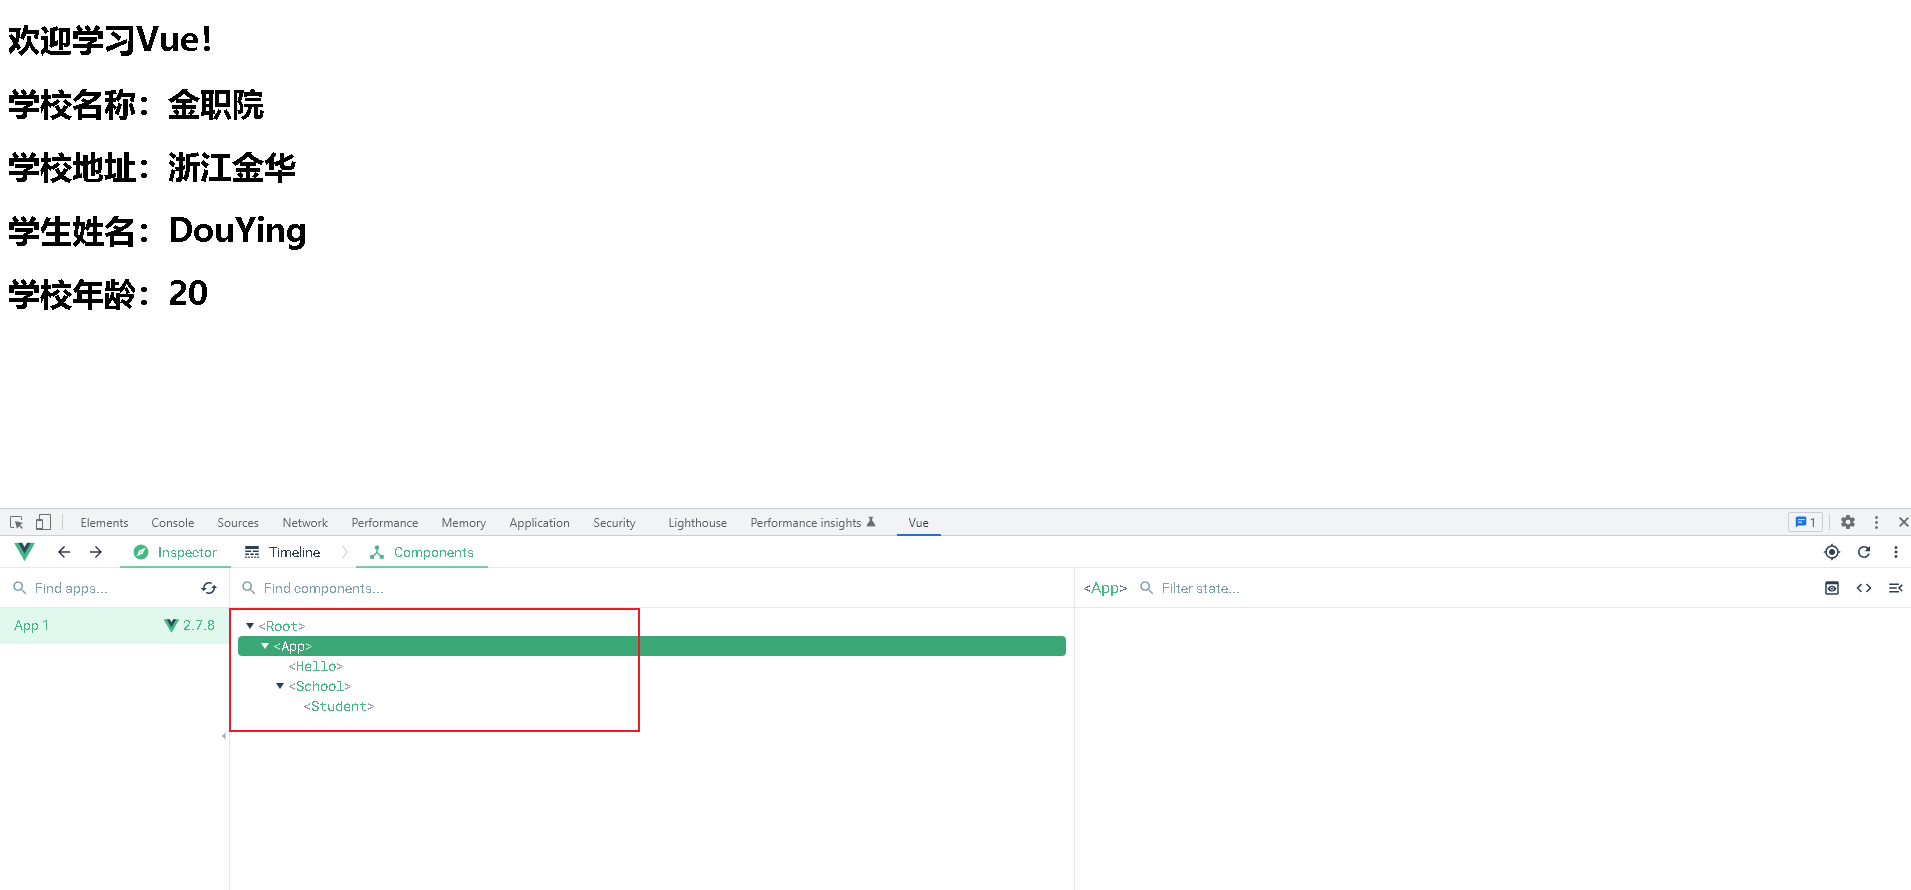 欢迎学习Vue！
学校名称：金职院
学校地址：浙江金华
学生姓名：DouYing
学校年龄：20
Elements Console Sources Network Performance Memory Application Security Lighthouse Performance insights Vue 1
Inspector Timeline Components
Find apps... Find components... <App> Filter state...
App 1 2.7.8
<Root>
<App>
<Hello>
<School>
<Student>